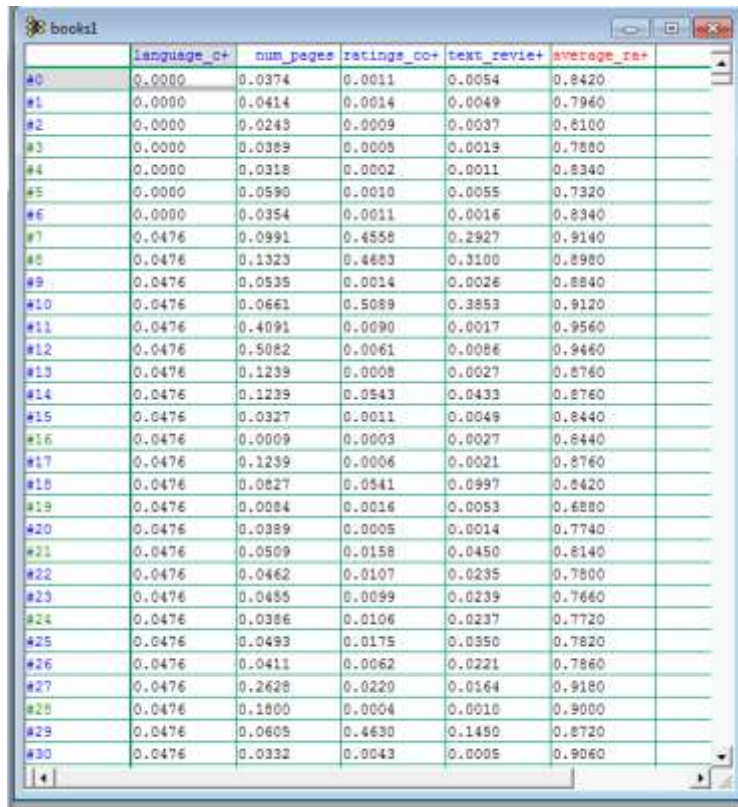 books1
language_c+ num_pages ratings_co+ text_revie+ average_ra+
#0 0.0000 0.0374 0.0011 0.0054 0.8420
#1 0.0000 0.0414 0.0014 0.0049 0.7960
#2 0.0000 0.0243 0.0009 0.0037 0.8100
#3 0.0000 0.0389 0.0005 0.0019 0.7880
#4 0.0000 0.0318 0.0002 0.0011 0.8340
#5 0.0000 0.0590 0.0010 0.0055 0.7320
#6 0.0000 0.0354 0.0011 0.0016 0.8340
#7 0.0476 0.0991 0.4558 0.2927 0.9140
#8 0.0476 0.1323 0.4683 0.3100 0.8980
#9 0.0476 0.0535 0.0014 0.0026 0.8840
#10 0.0476 0.0661 0.5089 0.3853 0.9120
#11 0.0476 0.4091 0.0090 0.0017 0.9560
#12 0.0476 0.5082 0.0061 0.0086 0.9460
#13 0.0476 0.1239 0.0008 0.0027 0.8760
#14 0.0476 0.1239 0.0543 0.0433 0.8760
#15 0.0476 0.0327 0.0011 0.0049 0.8440
#16 0.0476 0.0009 0.0003 0.0027 0.8440
#17 0.0476 0.1239 0.0006 0.0021 0.8760
#18 0.0476 0.0827 0.0541 0.0997 0.8420
#19 0.0476 0.0084 0.0016 0.0053 0.6880
#20 0.0476 0.0389 0.0005 0.0014 0.7740
#21 0.0476 0.0509 0.0158 0.0450 0.8140
#22 0.0476 0.0462 0.0107 0.0235 0.7800
#23 0.0476 0.0455 0.0099 0.0239 0.7660
#24 0.0476 0.0386 0.0106 0.0237 0.7720
#25 0.0476 0.0493 0.0175 0.0350 0.7820
#26 0.0476 0.0411 0.0062 0.0221 0.7860
#27 0.0476 0.2628 0.0220 0.0164 0.9180
#28 0.0476 0.1800 0.0004 0.0010 0.9000
#29 0.0476 0.0605 0.4630 0.1450 0.8720
#30 0.0476 0.0332 0.0043 0.0005 0.9060